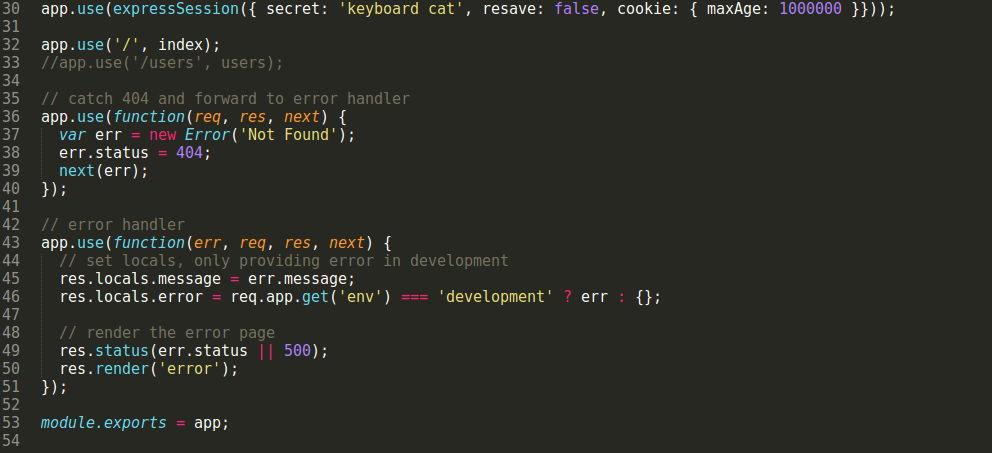 30 app.use(expressSession({ secret: 'keyboard cat', resave: false, cookie: { maxAge: 1000000 }}));
31
32 app.use('/', index);
33 //app.use('/users', users);
34
35 // catch 404 and forward to error handler
36 app.use(function(req, res, next) {
37   var err = new Error('Not Found');
38   err.status = 404;
39   next(err);
40 });
41
42 // error handler
43 app.use(function(err, req, res, next) {
44   // set locals, only providing error in development
45   res.locals.message = err.message;
46   res.locals.error = req.app.get('env') === 'development' ? err : {};
47
48   // render the error page
49   res.status(err.status || 500);
50   res.render('error');
51 });
52
53 module.exports = app;
54